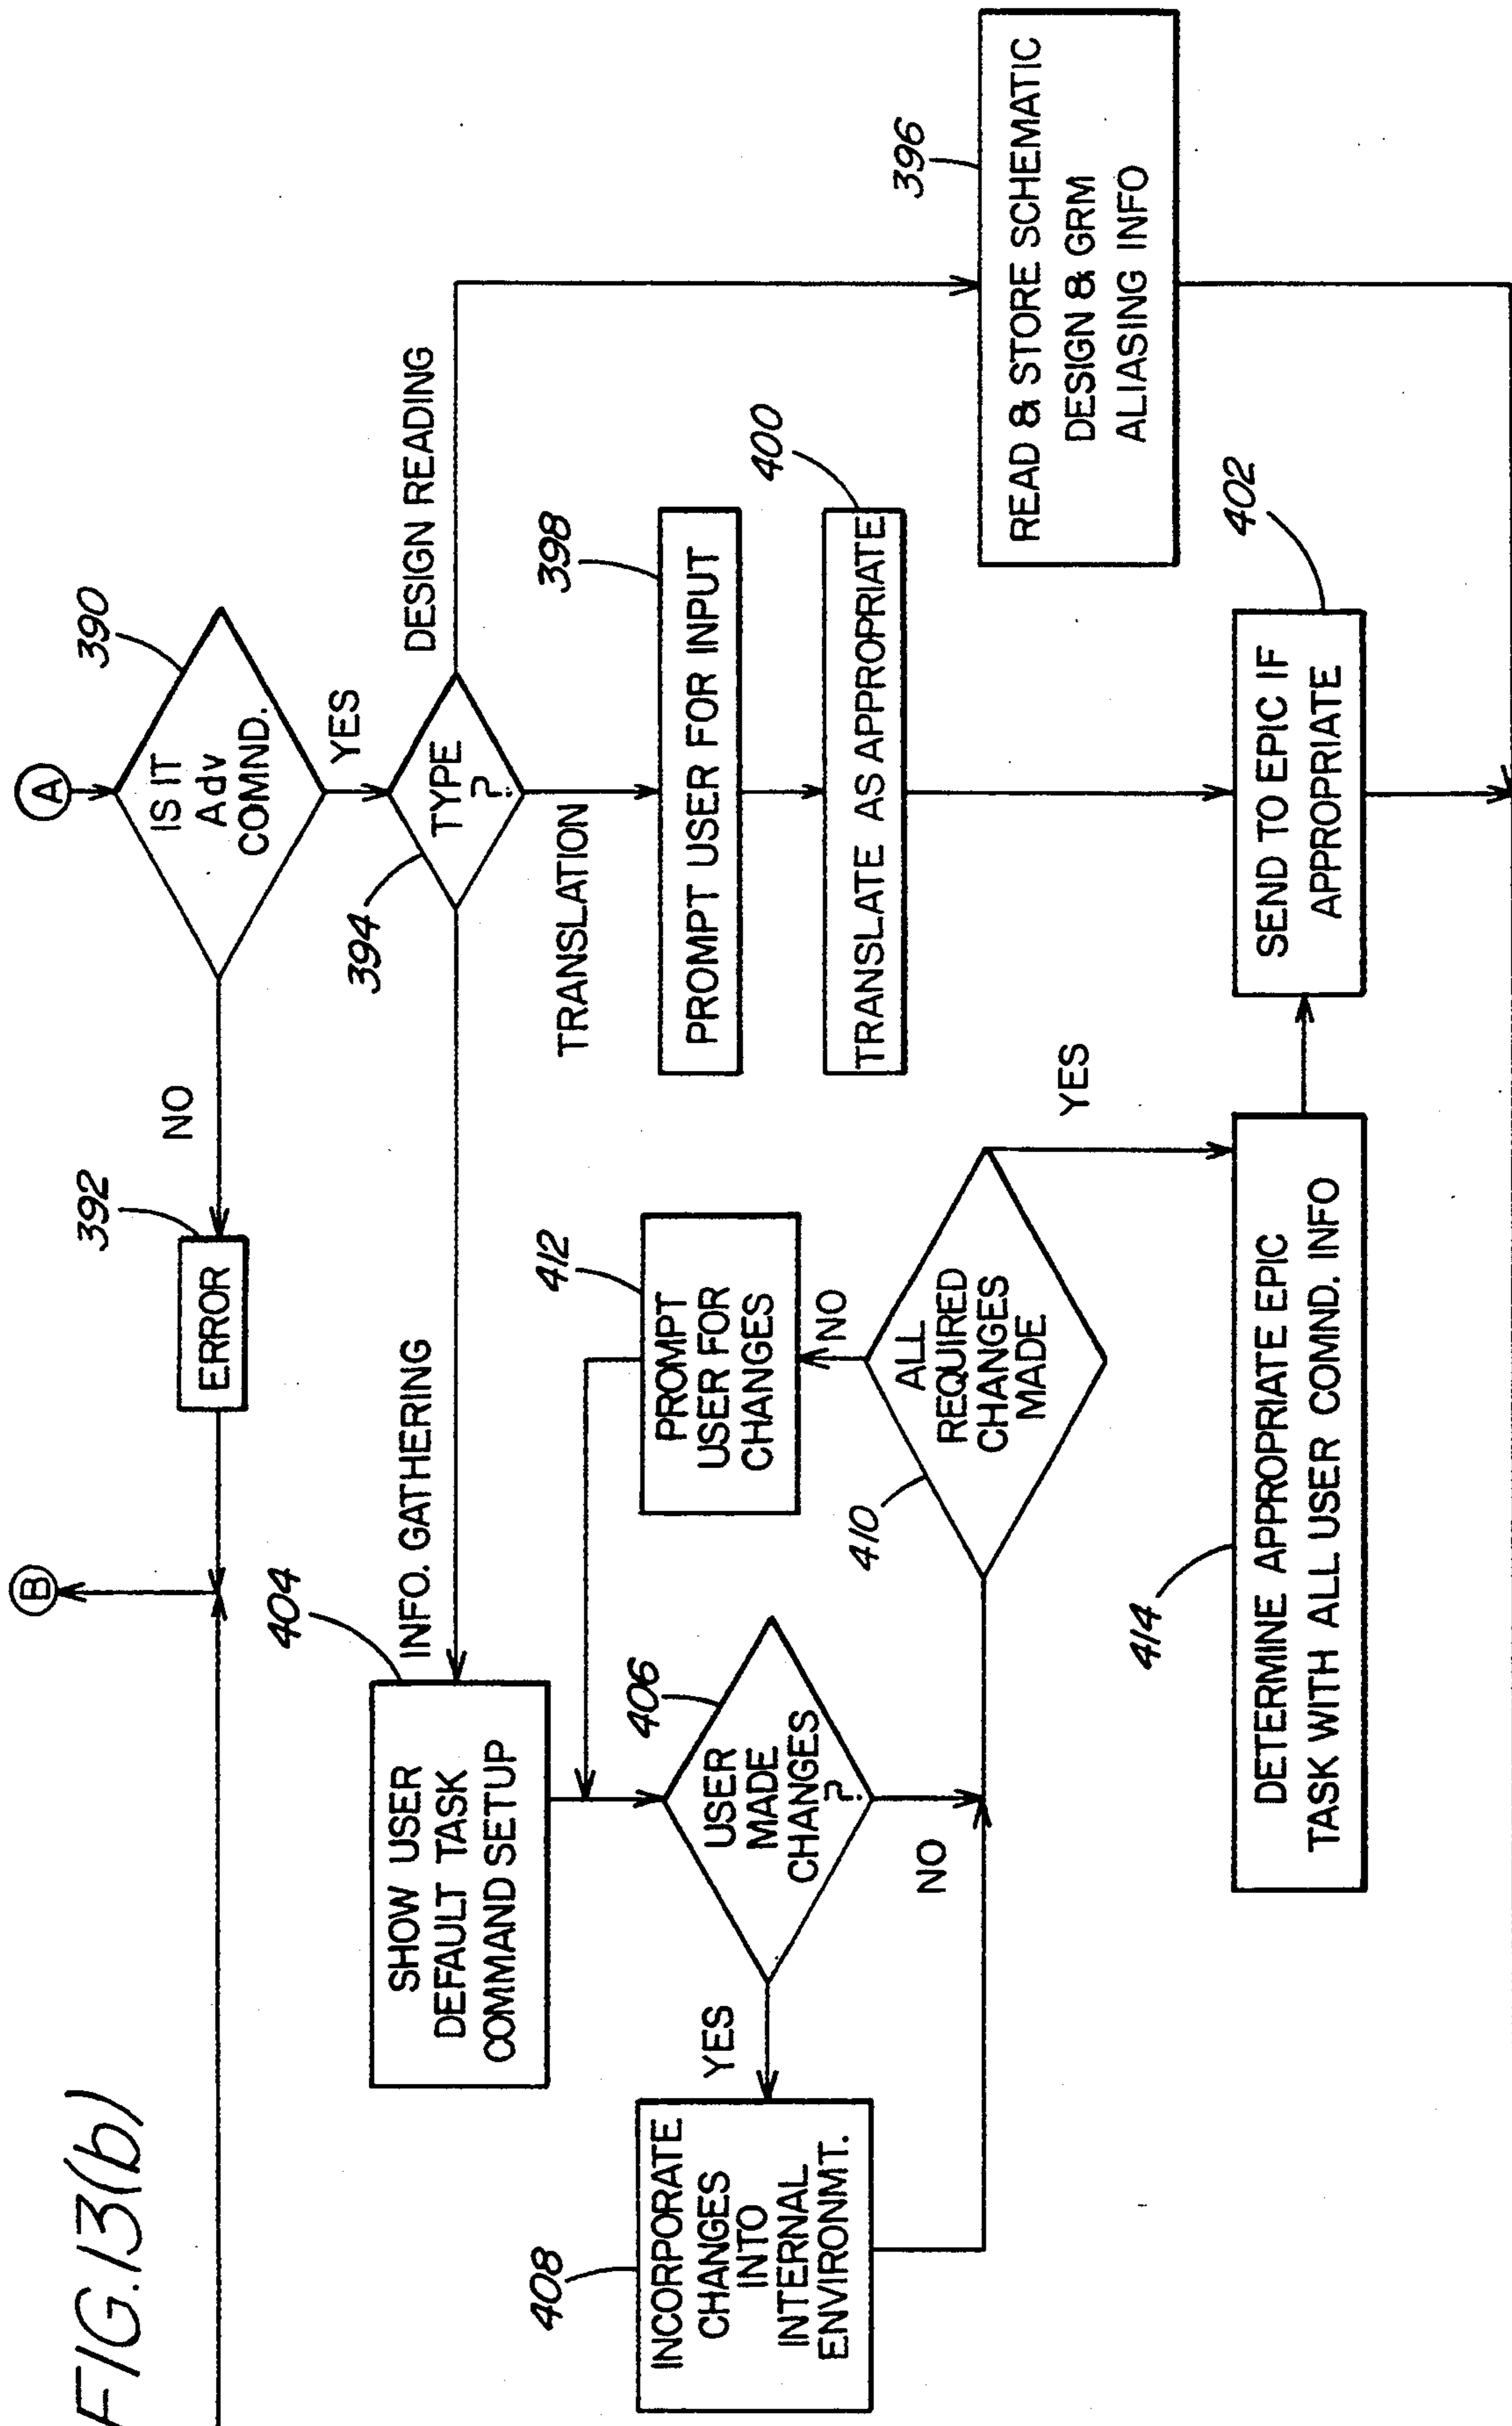 FIG.13(b)
B
A
390
IS IT
Adv
COMND.
NO
392
ERROR
YES
394
TYPE
?
INFO. GATHERING
TRANSLATION
DESIGN READING
404
SHOW USER
DEFAULT TASK
COMMAND SETUP
398
PROMPT USER FOR INPUT
400
TRANSLATE AS APPROPRIATE
396
READ & STORE SCHEMATIC
DESIGN & GRM
ALIASING INFO
406
USER
MADE
CHANGES
?
YES
NO
408
INCORPORATE
CHANGES
INTO
INTERNAL
ENVIRONMT.
412
PROMPT
USER FOR
CHANGES
NO
410
ALL
REQUIRED
CHANGES
MADE
YES
414
DETERMINE APPROPRIATE EPIC
TASK WITH ALL USER COMND. INFO
402
SEND TO EPIC IF
APPROPRIATE